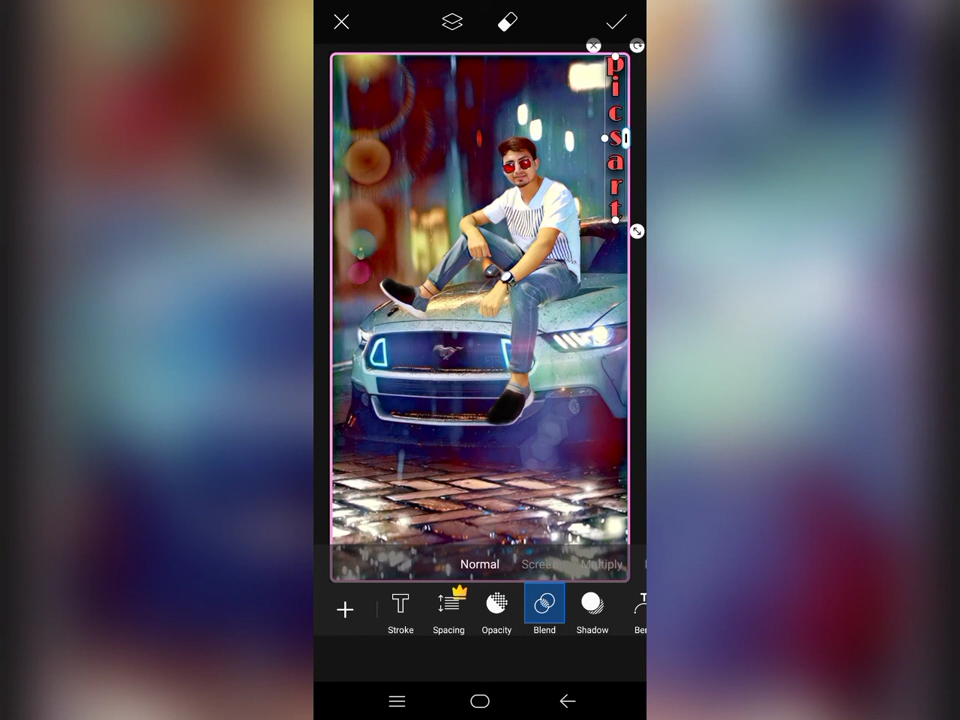 picsart
Normal Screen Multiply
Stroke Spacing Opacity Blend Shadow